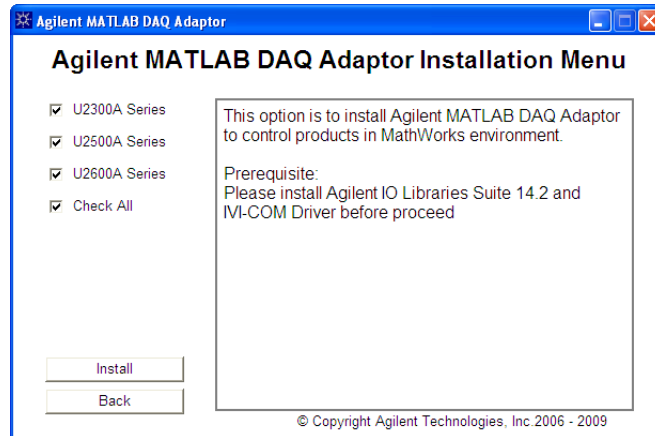 Agilent MATLAB DAQ Adaptor
Agilent MATLAB DAQ Adaptor Installation Menu
U2300A Series
U2500A Series
U2600A Series
Check All
This option is to install Agilent MATLAB DAQ Adaptor
to control products in MathWorks environment.
Prerequisite:
Please install Agilent IO Libraries Suite 14.2 and
IVI-COM Driver before proceed
Install
Back
© Copyright Agilent Technologies, Inc.2006 - 2009